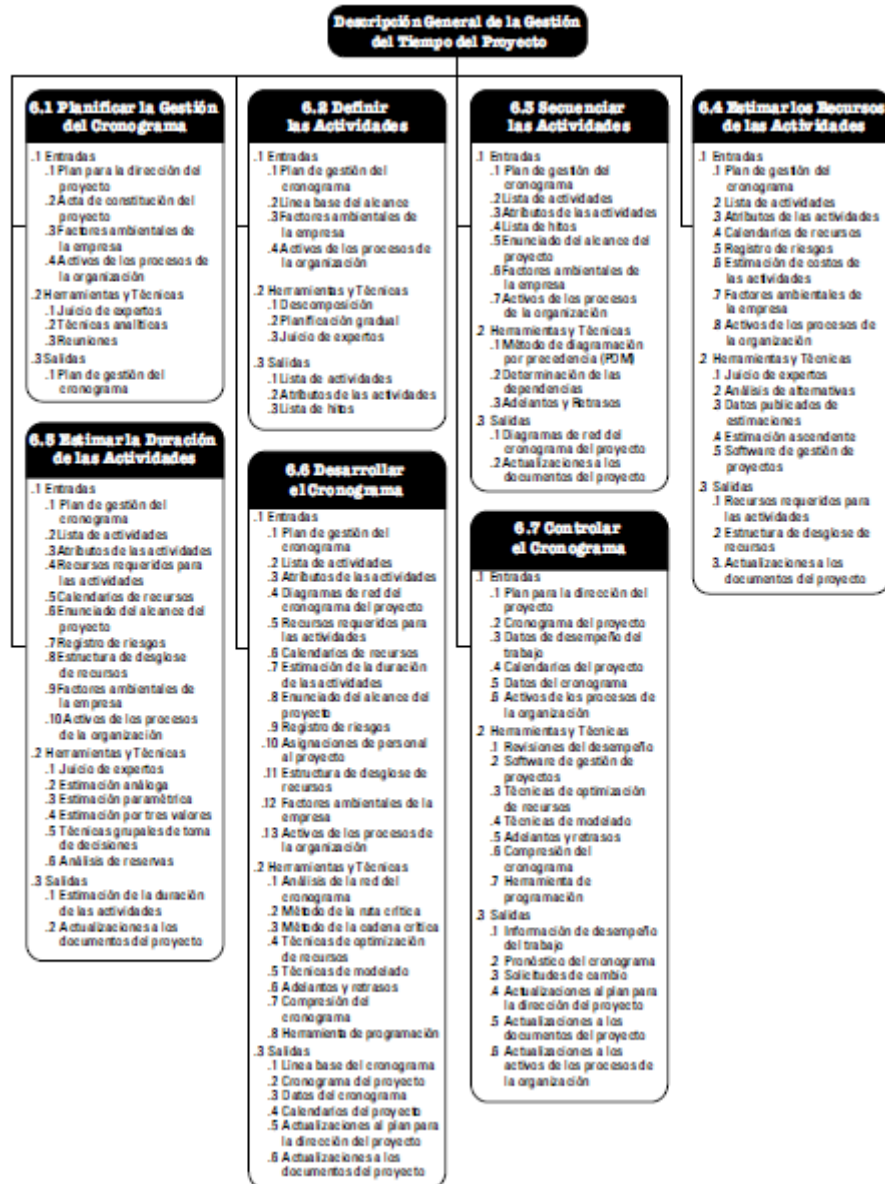 Descripción General de la Gestión
del Tiempo del Proyecto
6.1 Planificar la Gestión
del Cronograma
.1 Entradas
.1 Plan para la dirección del
proyecto
.2 Acta de constitución del
proyecto
.3 Factores ambientales de
la empresa
.4 Activos de los procesos de
la organización
.2 Herramientas y Técnicas
.1 Juicio de expertos
.2 Técnicas analíticas
.3 Reuniones
.3 Salidas
.1 Plan de gestión del
cronograma
6.2 Definir
las Actividades
.1 Entradas
.1 Plan de gestión del
cronograma
.2 Línea base del alcance
.3 Factores ambientales de
la empresa
.4 Activos de los procesos de
la organización
.2 Herramientas y Técnicas
.1 Descomposición
.2 Planificación gradual
.3 Juicio de expertos
.3 Salidas
.1 Lista de actividades
.2 Atributos de las actividades
.3 Lista de hitos
6.3 Secuenciar
las Actividades
.1 Entradas
.1 Plan de gestión del
cronograma
.2 Lista de actividades
.3 Atributos de las actividades
.4 Lista de hitos
.5 Enunciado del alcance del
proyecto
.6 Factores ambientales de
la empresa
.7 Activos de los procesos de
la organización
.2 Herramientas y Técnicas
.1 Método de diagramación
por precedencia (PDM)
.2 Determinación de las
dependencias
.3 Adelantos y Retrasos
.3 Salidas
.1 Diagramas de red del
cronograma del proyecto
.2 Actualizaciones a los
documentos del proyecto
6.4 Estimar los Recursos
de las Actividades
.1 Entradas
.1 Plan de gestión del
cronograma
.2 Lista de actividades
.3 Atributos de las actividades
.4 Calendarios de recursos
.5 Registro de riesgos
.6 Estimación de costos de
las actividades
.7 Factores ambientales de
la empresa
.8 Activos de los procesos de
la organización
.2 Herramientas y Técnicas
.1 Juicio de expertos
.2 Análisis de alternativas
.3 Datos publicados de
estimaciones
.4 Estimación ascendente
.5 Software de gestión de
proyectos
.3 Salidas
.1 Recursos requeridos para
las actividades
.2 Estructura de desglose de
recursos
3. Actualizaciones a los
documentos del proyecto
6.5 Estimar la Duración
de las Actividades
.1 Entradas
.1 Plan de gestión del
cronograma
.2 Lista de actividades
.3 Atributos de las actividades
.4 Recursos requeridos para
las actividades
.5 Calendarios de recursos
.6 Enunciado del alcance del
proyecto
.7 Registro de riesgos
.8 Estructura de desglose
de recursos
.9 Factores ambientales de
la empresa
.10 Activos de los procesos
de la organización
.2 Herramientas y Técnicas
.1 Juicio de expertos
.2 Estimación análoga
.3 Estimación paramétrica
.4 Estimación por tres valores
.5 Técnicas grupales de toma
de decisiones
.6 Análisis de reservas
.3 Salidas
.1 Estimación de la duración
de las actividades
.2 Actualizaciones a los
documentos del proyecto
6.6 Desarrollar
el Cronograma
.1 Entradas
.1 Plan de gestión del
cronograma
.2 Lista de actividades
.3 Atributos de las actividades
.4 Diagramas de red del
cronograma del proyecto
.5 Recursos requeridos para
las actividades
.6 Calendarios de recursos
.7 Estimación de la duración
de las actividades
.8 Enunciado del alcance del
proyecto
.9 Registro de riesgos
.10 Asignaciones de personal
al proyecto
.11 Estructura de desglose de
recursos
.12 Factores ambientales de la
empresa
.13 Activos de los procesos de
la organización
.2 Herramientas y Técnicas
.1 Análisis de la red del
cronograma
.2 Método de la ruta crítica
.3 Método de la cadena crítica
.4 Técnicas de optimización
de recursos
.5 Técnicas de modelado
.6 Adelantos y retrasos
.7 Compresión del
cronograma
.8 Herramienta de programación
.3 Salidas
.1 Línea base del cronograma
.2 Cronograma del proyecto
.3 Datos del cronograma
.4 Calendarios del proyecto
.5 Actualizaciones al plan para
la dirección del proyecto
.6 Actualizaciones a los
documentos del proyecto
6.7 Controlar
el Cronograma
.1 Entradas
.1 Plan para la dirección del
proyecto
.2 Cronograma del proyecto
.3 Datos de desempeño del
trabajo
.4 Calendarios del proyecto
.5 Datos del cronograma
.6 Activos de los procesos de
la organización
.2 Herramientas y Técnicas
.1 Revisiones del desempeño
.2 Software de gestión de
proyectos
.3 Técnicas de optimización
de recursos
.4 Técnicas de modelado
.5 Adelantos y retrasos
.6 Compresión del
cronograma
.7 Herramienta de
programación
.3 Salidas
.1 Información de desempeño
del trabajo
.2 Pronóstico del cronograma
.3 Solicitudes de cambio
.4 Actualizaciones al plan para
la dirección del proyecto
.5 Actualizaciones a los
documentos del proyecto
.6 Actualizaciones a los
activos de los procesos de
la organización